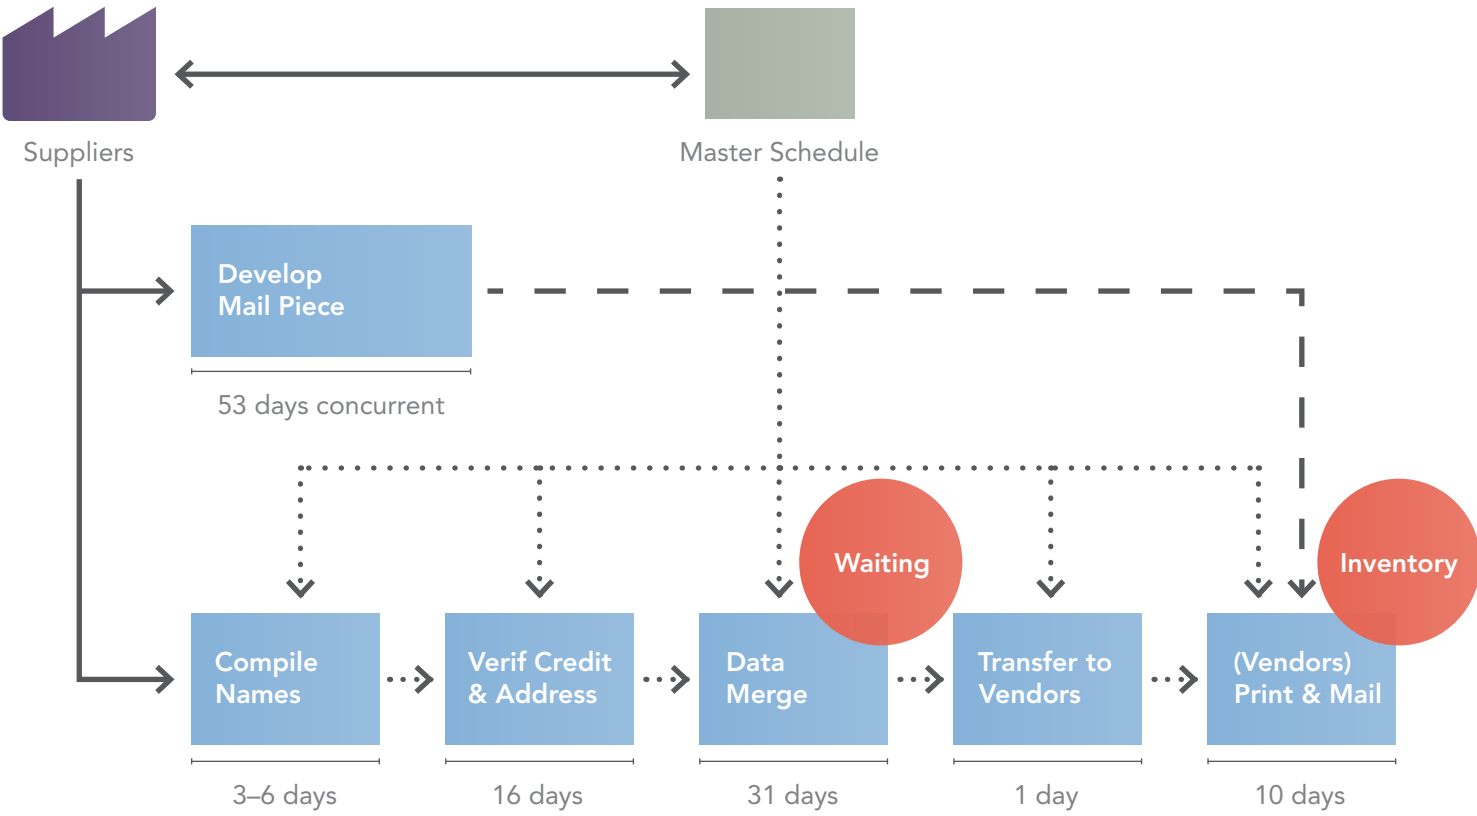 Suppliers
Master Schedule
Develop
Mail Piece
53 days concurrent
Waiting
Inventory
Compile
Names
Verif Credit
& Address
Data
Merge
Transfer to
Vendors
(Vendors)
Print & Mail
3–6 days
16 days
31 days
1 day
10 days